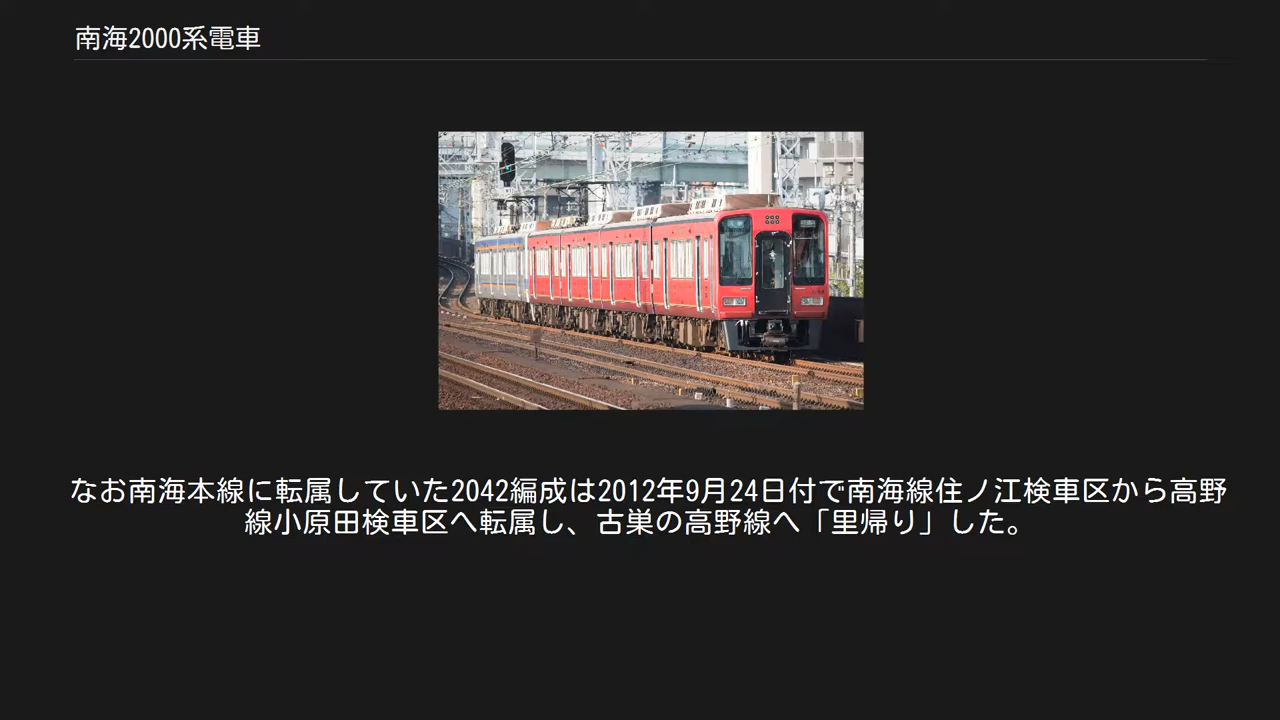 南海2000系電車
なお南海本線に転属していた2042編成は2012年9月24日付で南海線住ノ江検車区から高野
線小原田検車区へ転属し、古巣の高野線へ「里帰り」した。